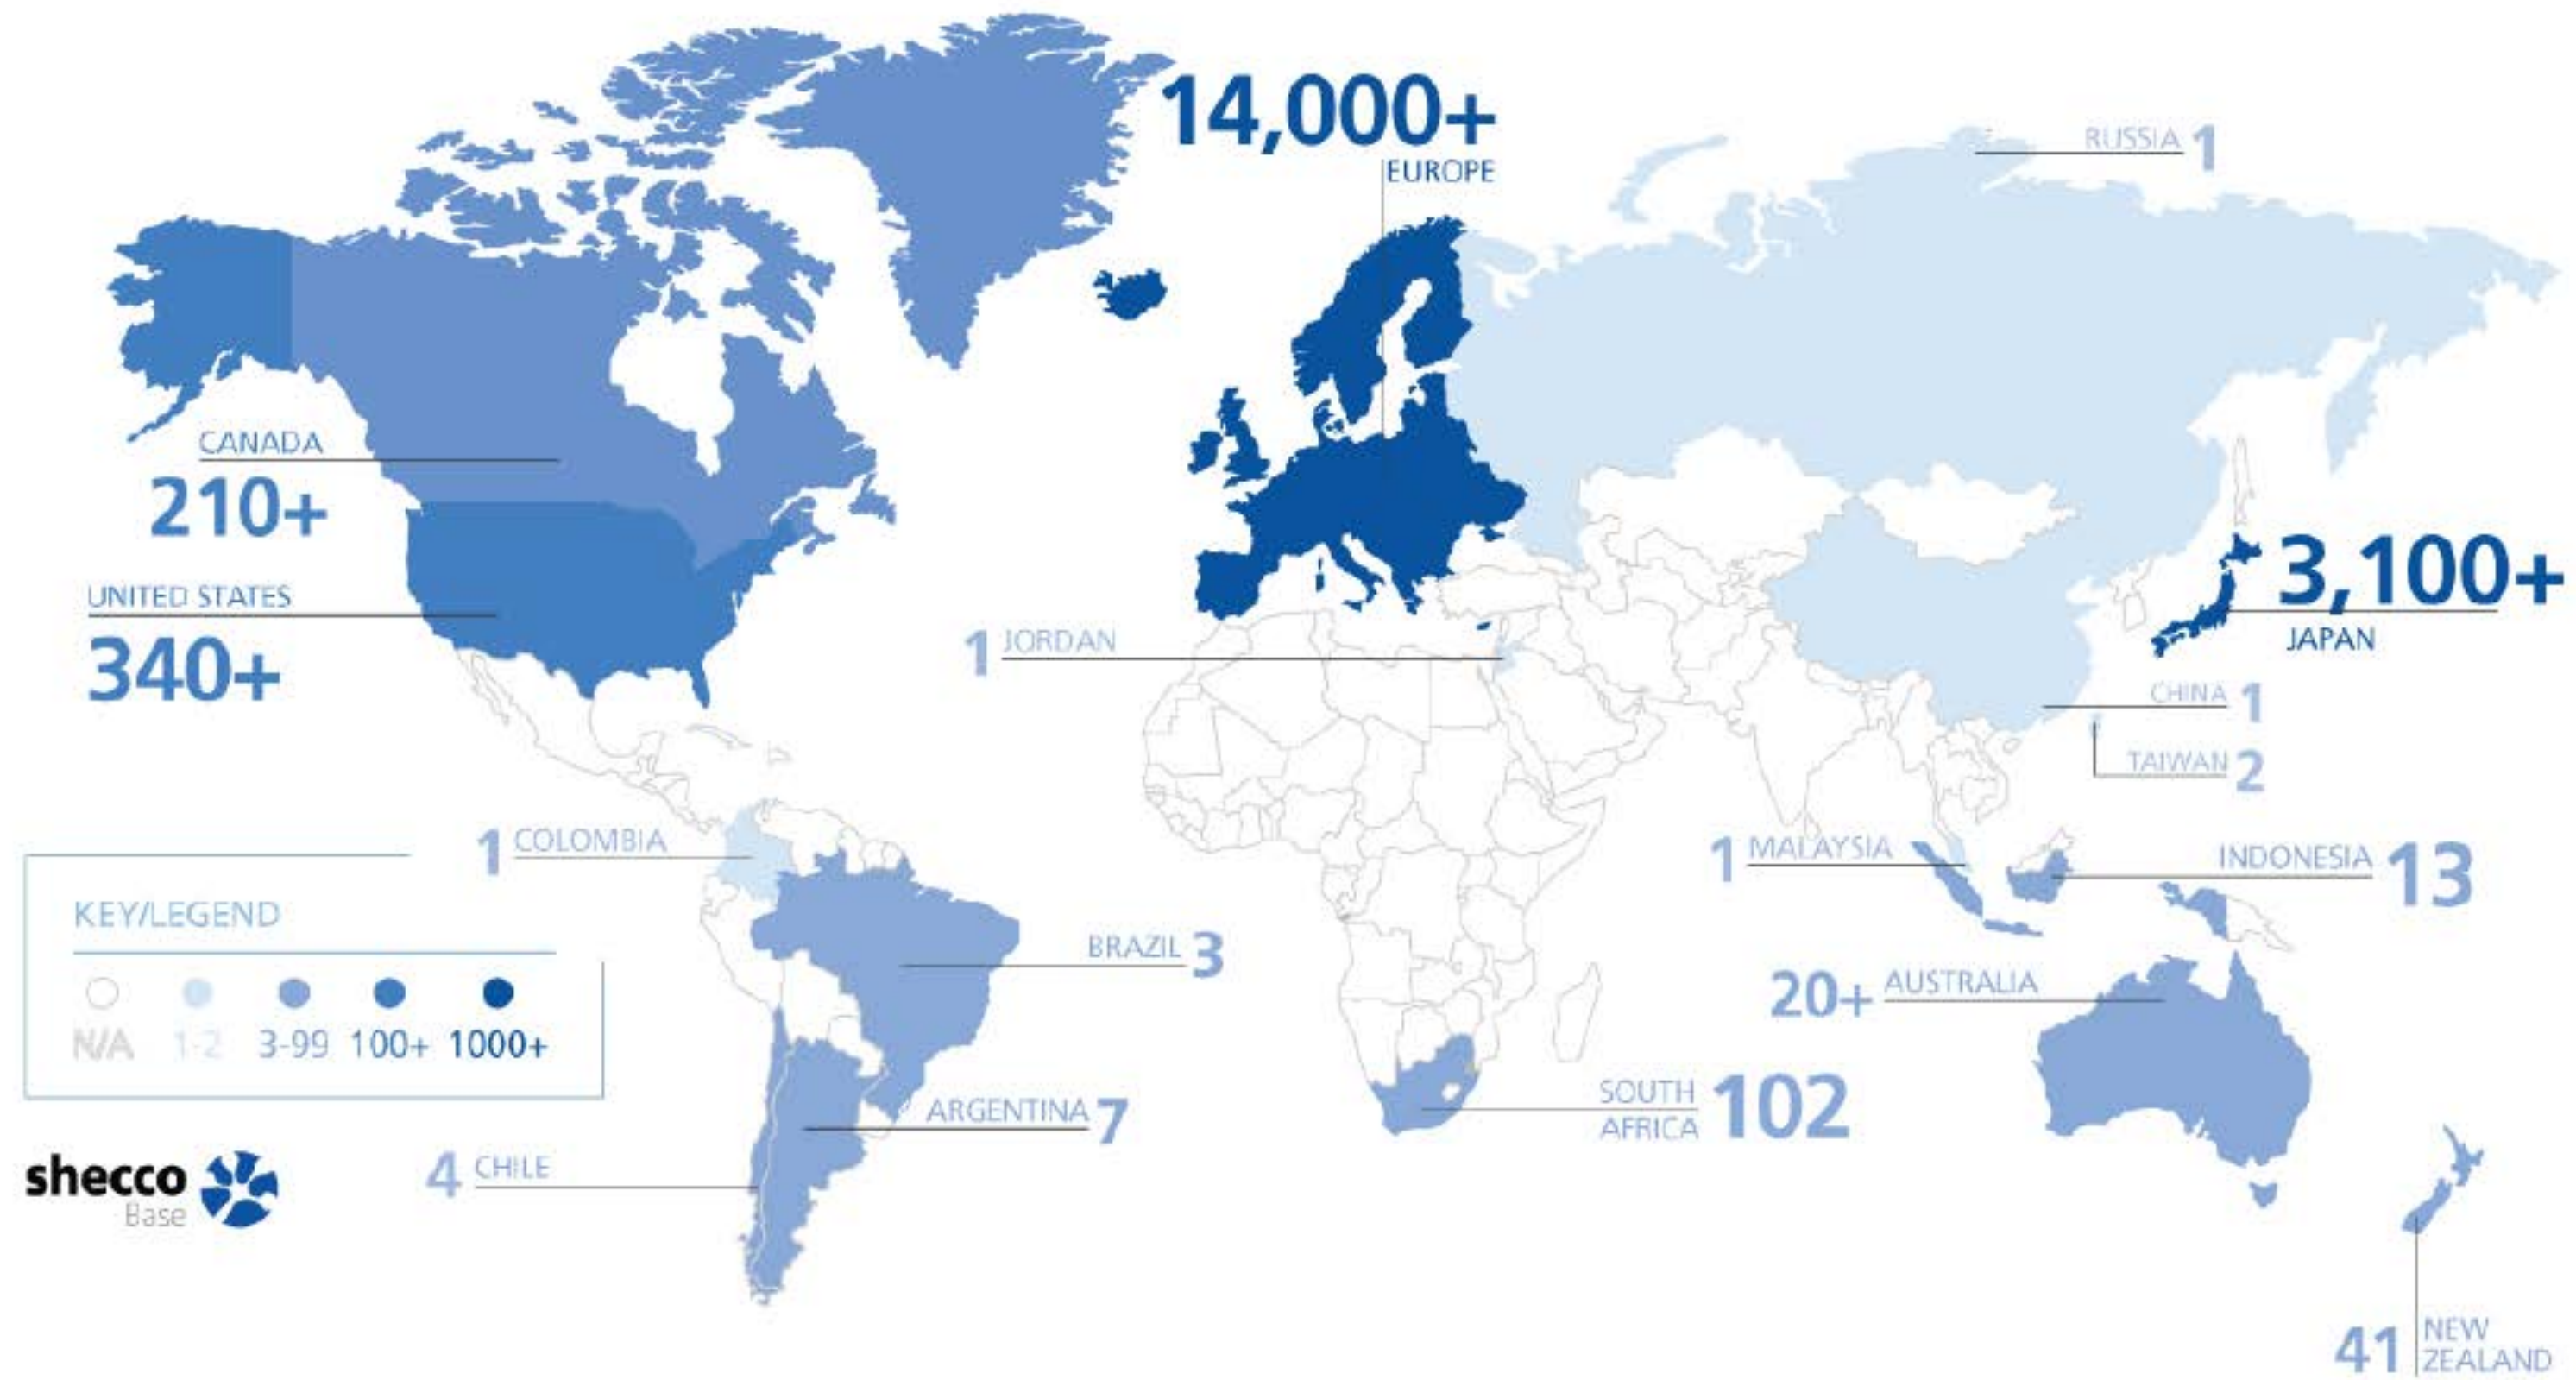 14,000+
EUROPE
RUSSIA 1
CANADA
210+
UNITED STATES
340+
3,100+
JAPAN
1 JORDAN
CHINA 1
TAIWAN 2
1 COLOMBIA
1 MALAYSIA
INDONESIA 13
BRAZIL 3
20+ AUSTRALIA
KEY/LEGEND
N/A 1-2 3-99 100+ 1000+
SOUTH
AFRICA 102
ARGENTINA 7
4 CHILE
shecco
Base
41 NEW
ZEALAND